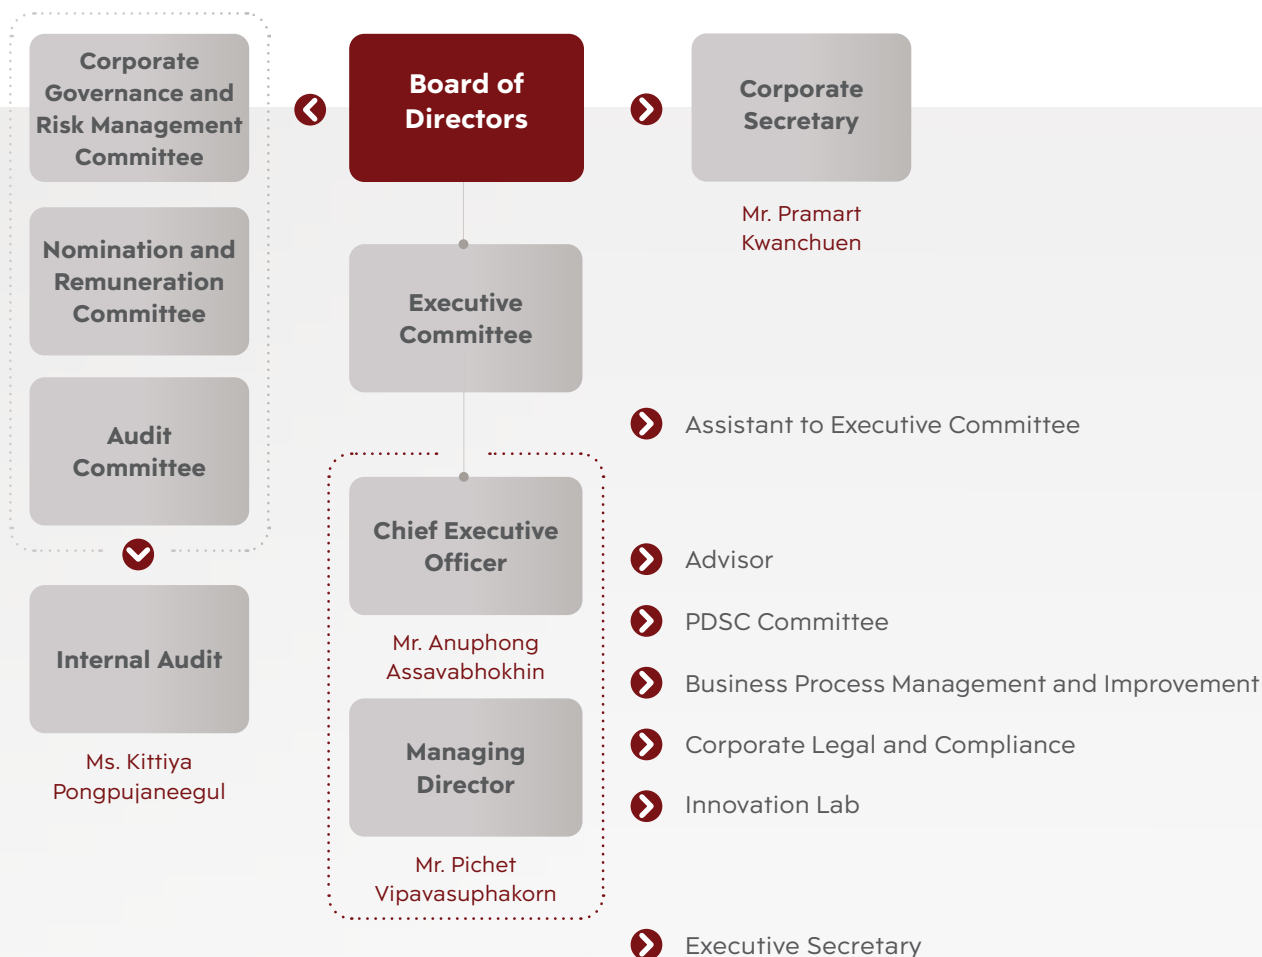 Corporate
Governance and
Risk Management
Committee
Board of
Directors
Corporate
Secretary
Mr. Pramart
Kwanchuen
Nomination and
Remuneration
Committee
Executive
Committee
Audit
Committee
Assistant to Executive Committee
Chief Executive
Officer
Mr. Anuphong
Assavabhokhin
Advisor
PDSC Committee
Internal Audit
Ms. Kittiya
Pongpujaneegul
Business Process Management and Improvement
Managing
Director
Mr. Pichet
Vipavasuphakorn
Corporate Legal and Compliance
Innovation Lab
Executive Secretary